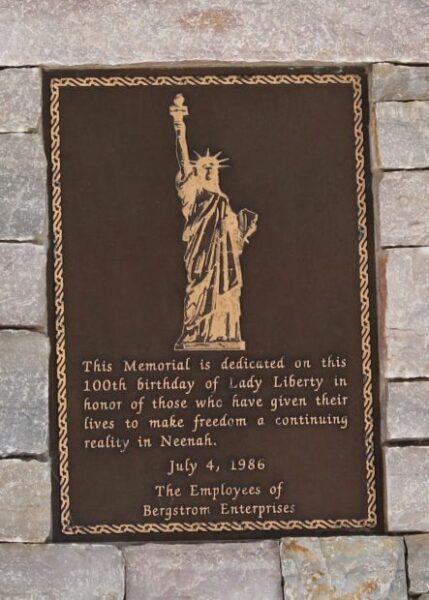 This Memorial is dedicated on this
100th birthday of Lady Liberty in
honor of those who have given their
lives to make freedom a continuing
reality in Neenah.
July 4, 1986
The Employees of
Bergstrom Enterprises